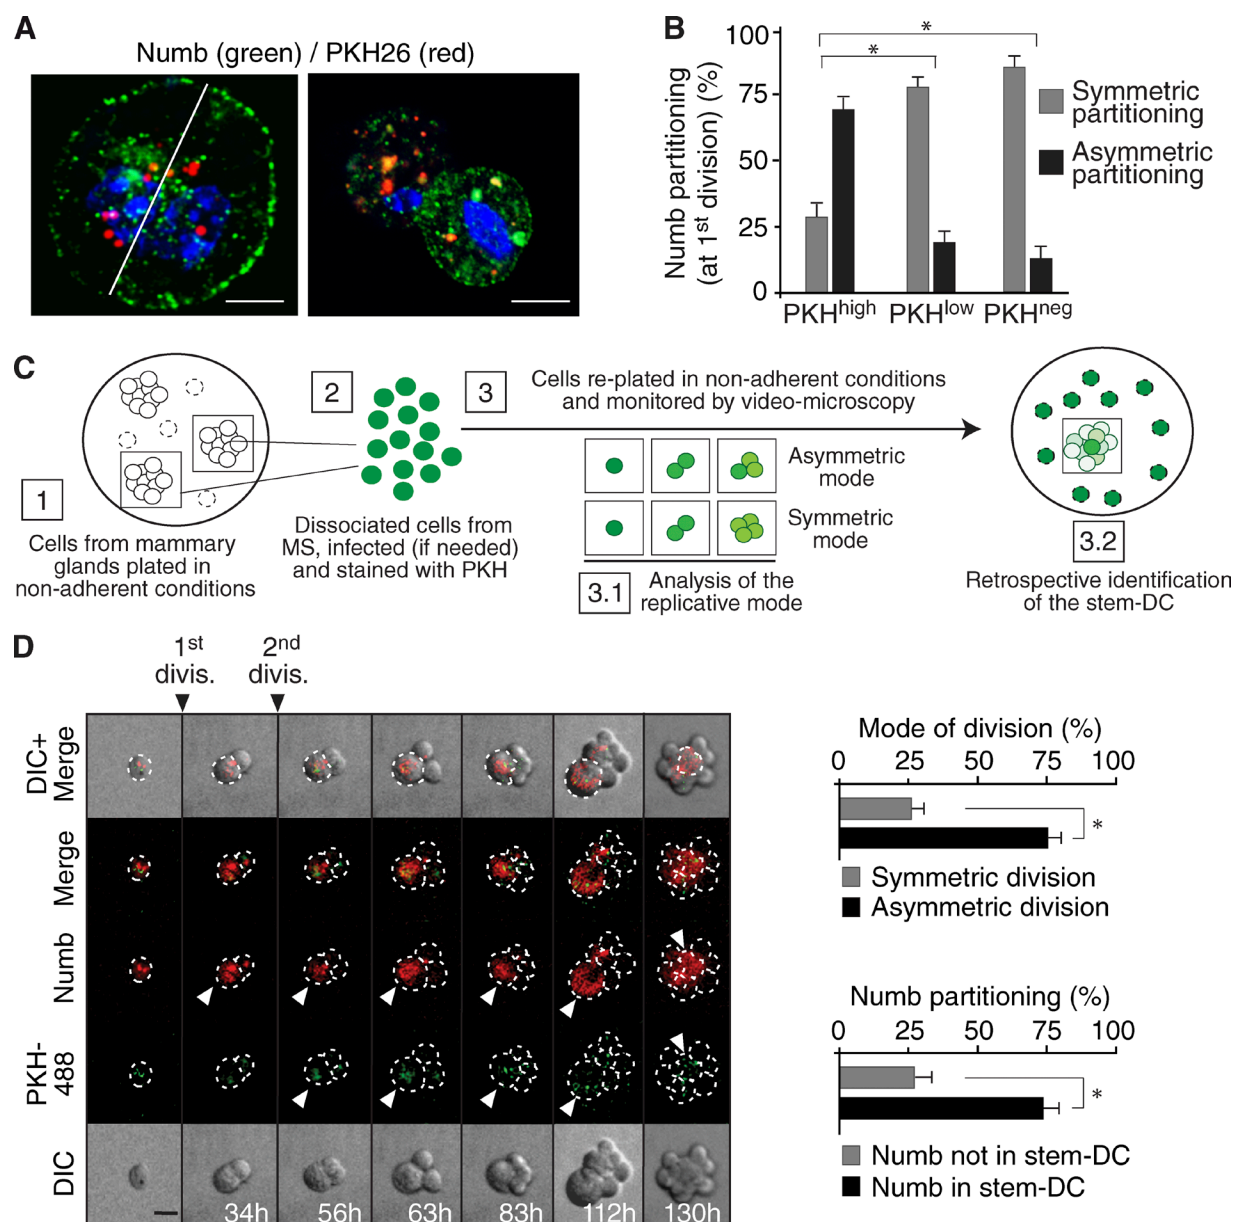 A
Numb (green) / PKH26 (red)
B
Numb partitioning
(at 1st division) (%)
100
75
50
25
0
PKHhigh
PKHlow
PKHneg
*
*
Symmetric
partitioning
Asymmetric
partitioning
C
1
Cells from mammary
glands plated in
non-adherent conditions
2
Dissociated cells from
MS, infected (if needed)
and stained with PKH
3
Cells re-plated in non-adherent conditions
and monitored by video-microscopy
Asymmetric
mode
Symmetric
mode
3.1
Analysis of the
replicative mode
3.2
Retrospective identification
of the stem-DC
D
1st
divis.
2nd
divis.
DIC+
Merge
Merge
Numb
PKH-
488
DIC
34h
56h
63h
83h
112h
130h
Mode of division (%)
0
25
50
75
100
*
Symmetric division
Asymmetric division
Numb partitioning (%)
0
25
50
75
100
*
Numb not in stem-DC
Numb in stem-DC